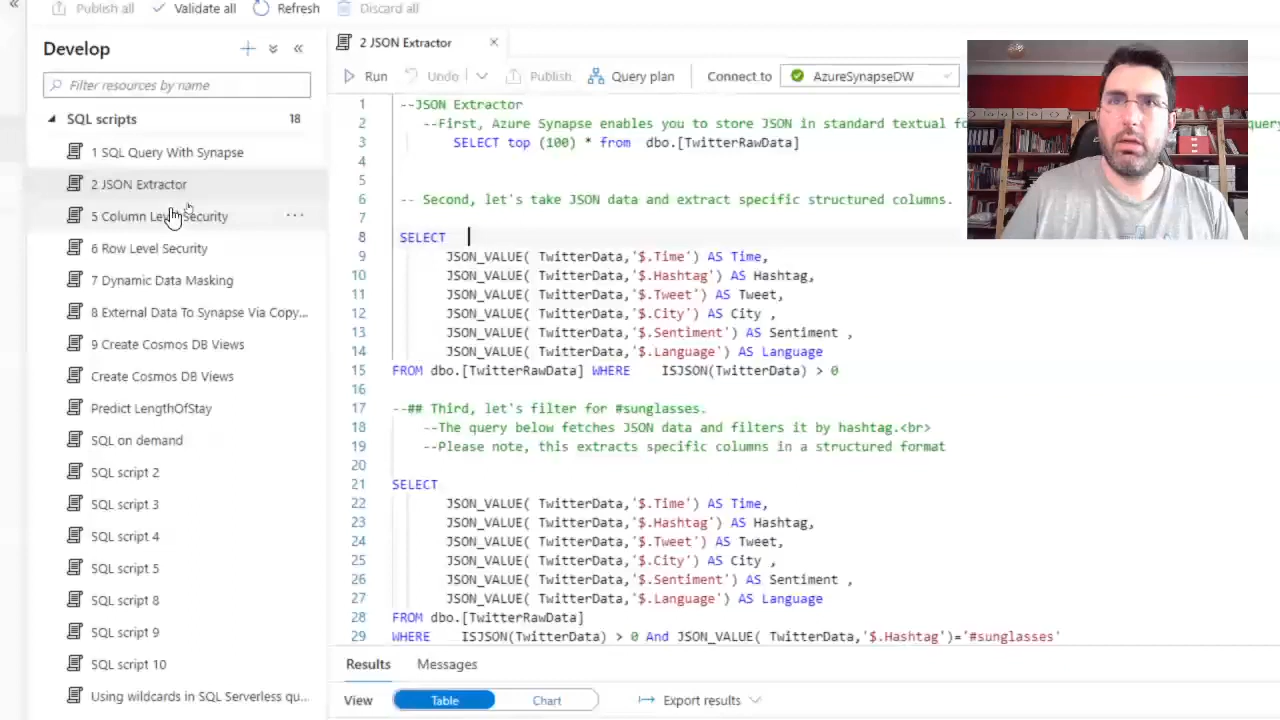 Publish all
Validate all
Refresh
Discard all
Develop
Filter resources by name
SQL scripts
18
1 SQL Query With Synapse
2 JSON Extractor
5 Column Level Security
6 Row Level Security
7 Dynamic Data Masking
8 External Data To Synapse Via Copy...
9 Create Cosmos DB Views
Create Cosmos DB Views
Predict LengthOfStay
SQL on demand
SQL script 2
SQL script 3
SQL script 4
SQL script 5
SQL script 8
SQL script 9
SQL script 10
Using wildcards in SQL Serverless qu...
2 JSON Extractor
Run
Undo
Publish
Query plan
Connect to
AzureSynapseDW
1 --JSON Extractor
2 --First, Azure Synapse enables you to store JSON in standard textual
3 SELECT top (100) * from dbo.[TwitterRawData]
4
5
6 -- Second, let's take JSON data and extract specific structured columns.
7
8 SELECT
9 JSON_VALUE( TwitterData,'$.Time') AS Time,
10 JSON_VALUE( TwitterData,'$.Hashtag') AS Hashtag,
11 JSON_VALUE( TwitterData,'$.Tweet') AS Tweet,
12 JSON_VALUE( TwitterData,'$.City') AS City ,
13 JSON_VALUE( TwitterData,'$.Sentiment') AS Sentiment ,
14 JSON_VALUE( TwitterData,'$.Language') AS Language
15 FROM dbo.[TwitterRawData] WHERE ISJSON(TwitterData) > 0
16
17 --## Third, let's filter for #sunglasses.
18 --The query below fetches JSON data and filters it by hashtag.<br>
19 --Please note, this extracts specific columns in a structured format
20
21 SELECT
22 JSON_VALUE( TwitterData,'$.Time') AS Time,
23 JSON_VALUE( TwitterData,'$.Hashtag') AS Hashtag,
24 JSON_VALUE( TwitterData,'$.Tweet') AS Tweet,
25 JSON_VALUE( TwitterData,'$.City') AS City ,
26 JSON_VALUE( TwitterData,'$.Sentiment') AS Sentiment ,
27 JSON_VALUE( TwitterData,'$.Language') AS Language
28 FROM dbo.[TwitterRawData]
29 WHERE ISJSON(TwitterData) > 0 And JSON_VALUE( TwitterData,'$.Hashtag')='#sunglasses'
Results
Messages
View
Table
Chart
Export results